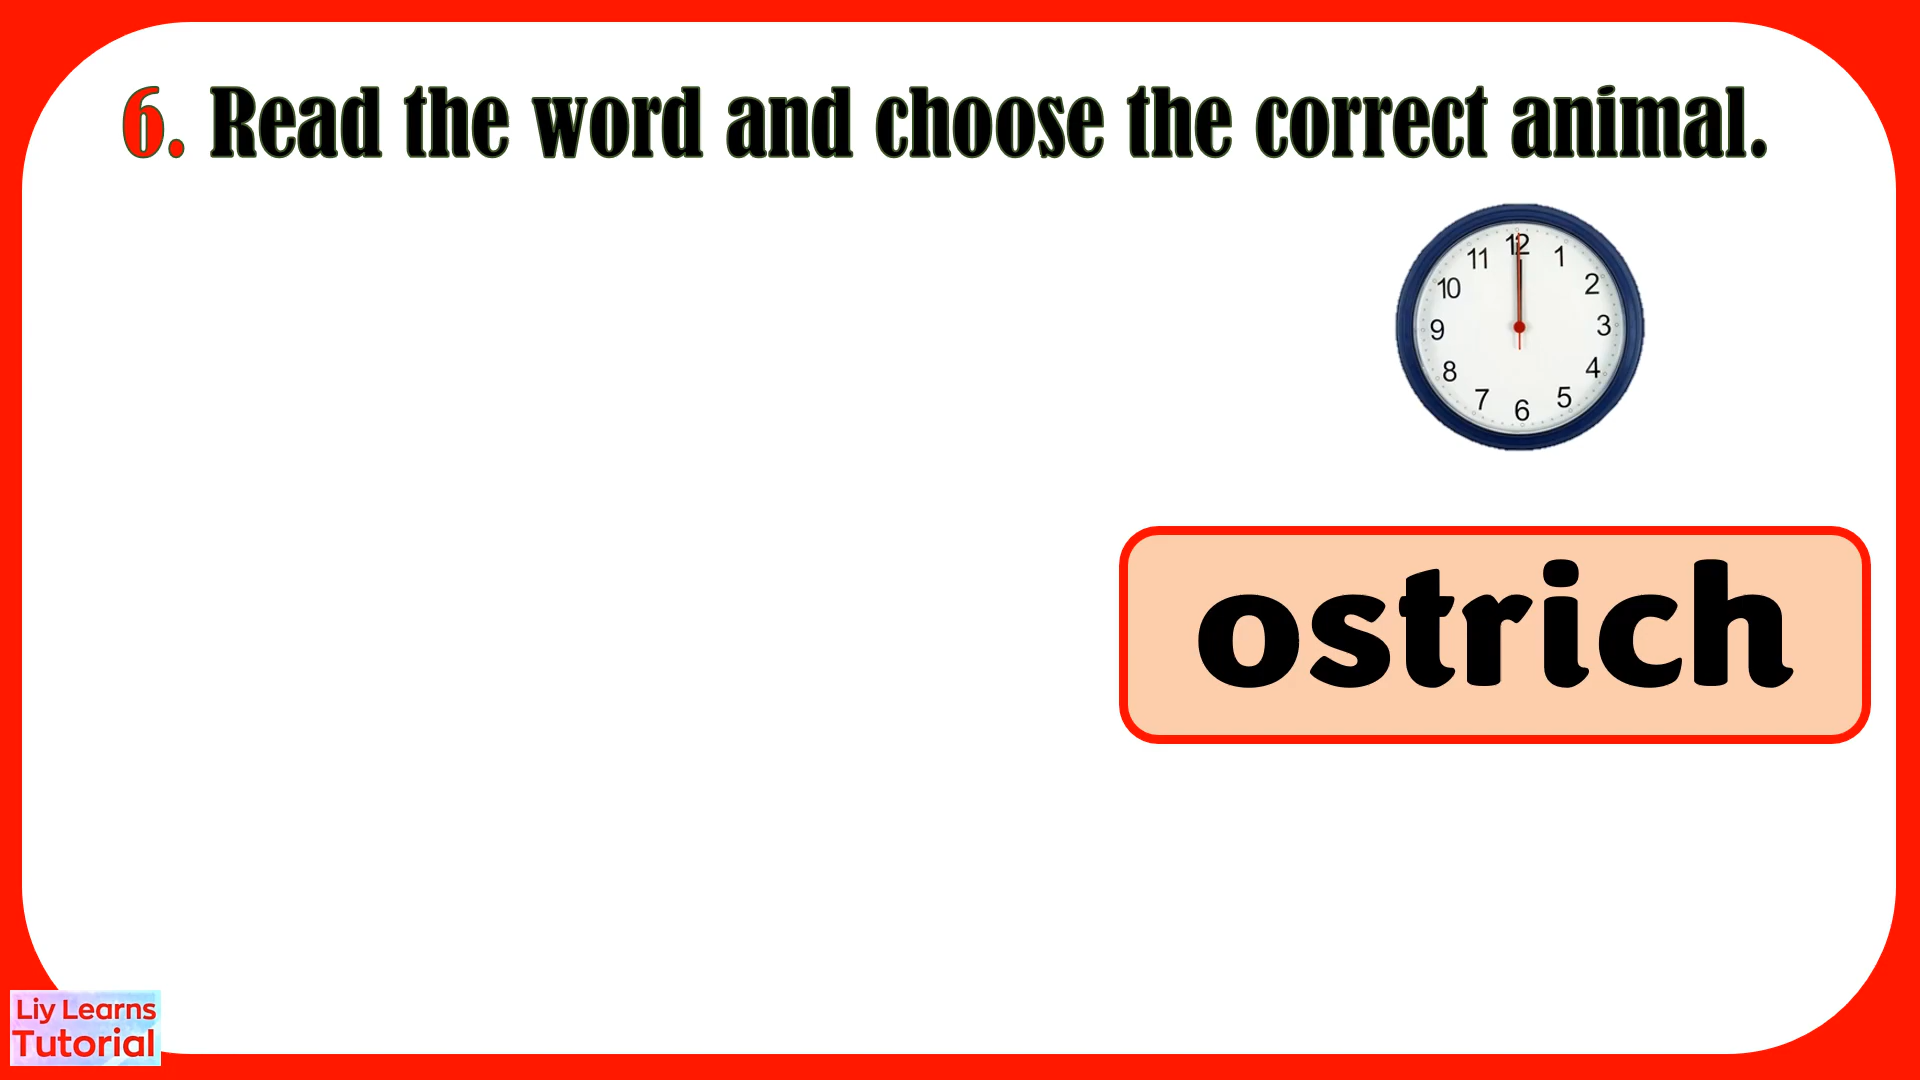 6. Read the word and choose the correct animal.
12
11 1
10 2
9 3
8 4
7 5
6
ostrich
Liy Learns
Tutorial